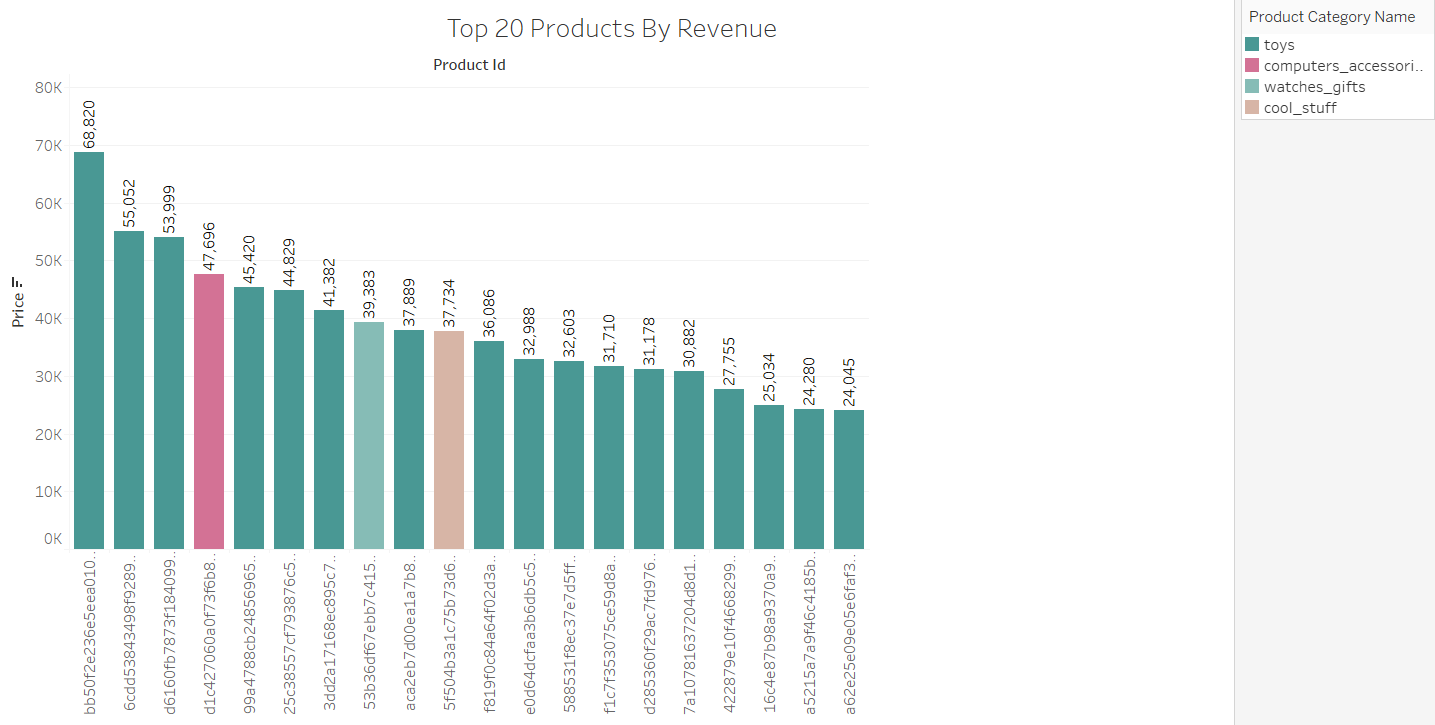 Top 20 Products By Revenue
Product Id
Price
80K
70K
60K
50K
40K
30K
20K
10K
0K
68,820
55,052
53,999
47,696
45,420
44,829
41,382
39,383
37,889
37,734
36,086
32,988
32,603
31,710
31,178
30,882
27,755
25,034
24,280
24,045
bb50f2e236e5eea010..
6cdd53843498f9289..
d6160fb7873f184099..
d1c427060a0f73f6b8..
99a4788cb24856965..
25c38557cf793876c5..
3dd2a17168ec895c7..
53b36df67ebb7c415..
aca2eb7d00ea1a7b8..
5f504b3a1c75b73d6..
f819f0c84a64f02d3a..
e0d64dcfaa3b6db5c5..
588531f8ec37e7d5ff..
f1c7f353075ce59d8a..
d285360f29ac7fd976..
7a10781637204d8d1..
422879e10f4668299..
16c4e87b98a9370a9..
a5215a7a9f46c4185b..
a62e25e09e05e6faf3..
Product Category Name
toys
computers_accessori..
watches_gifts
cool_stuff